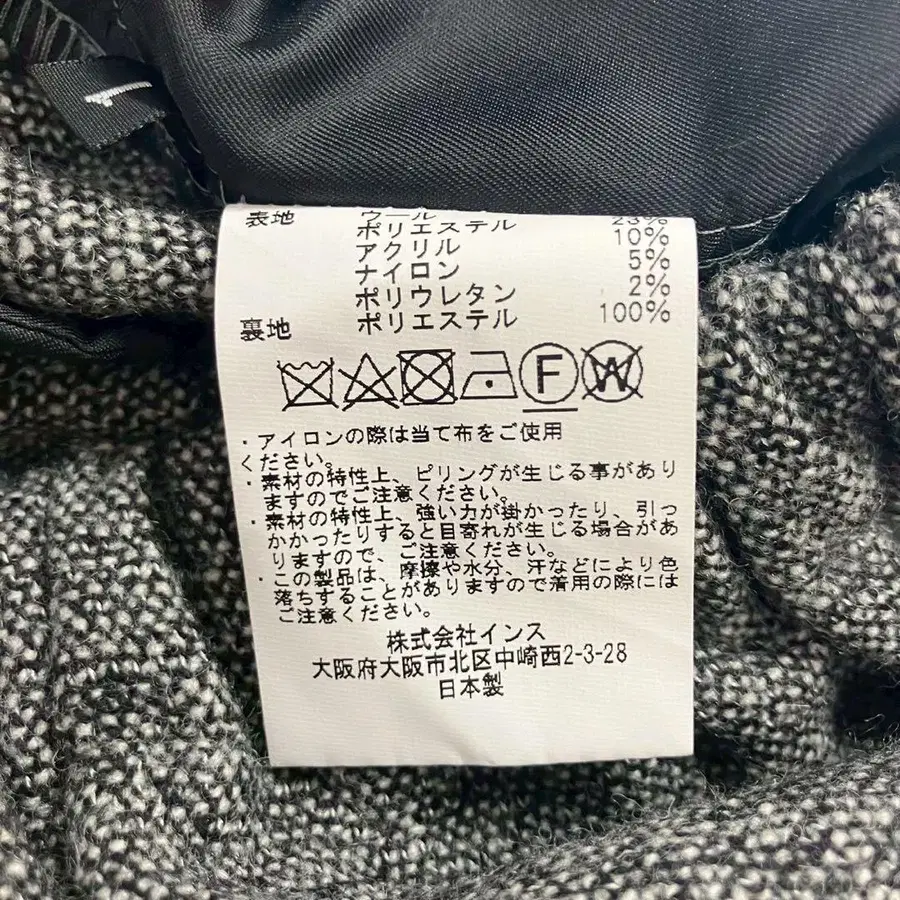 表地 ウール
ポリエステル 23%
アクリル 10%
ナイロン 5%
ポリウレタン 2%
裏地 ポリエステル 100%
F W
・アイロンの際は当て布をご使用
ください。
・素材の特性上、ピリングが生じる事があり
ますのでご注意ください。
・素材の特性上、強い力が掛かったり、引っ
かかったりすると目寄れが生じる場合があ
りますので、ご注意ください。
・この製品は、摩擦や水分、汗などにより色
落ちすることがありますので着用の際には
ご注意ください。
株式会社インス
大阪府大阪市北区中崎西2-3-28
日本製